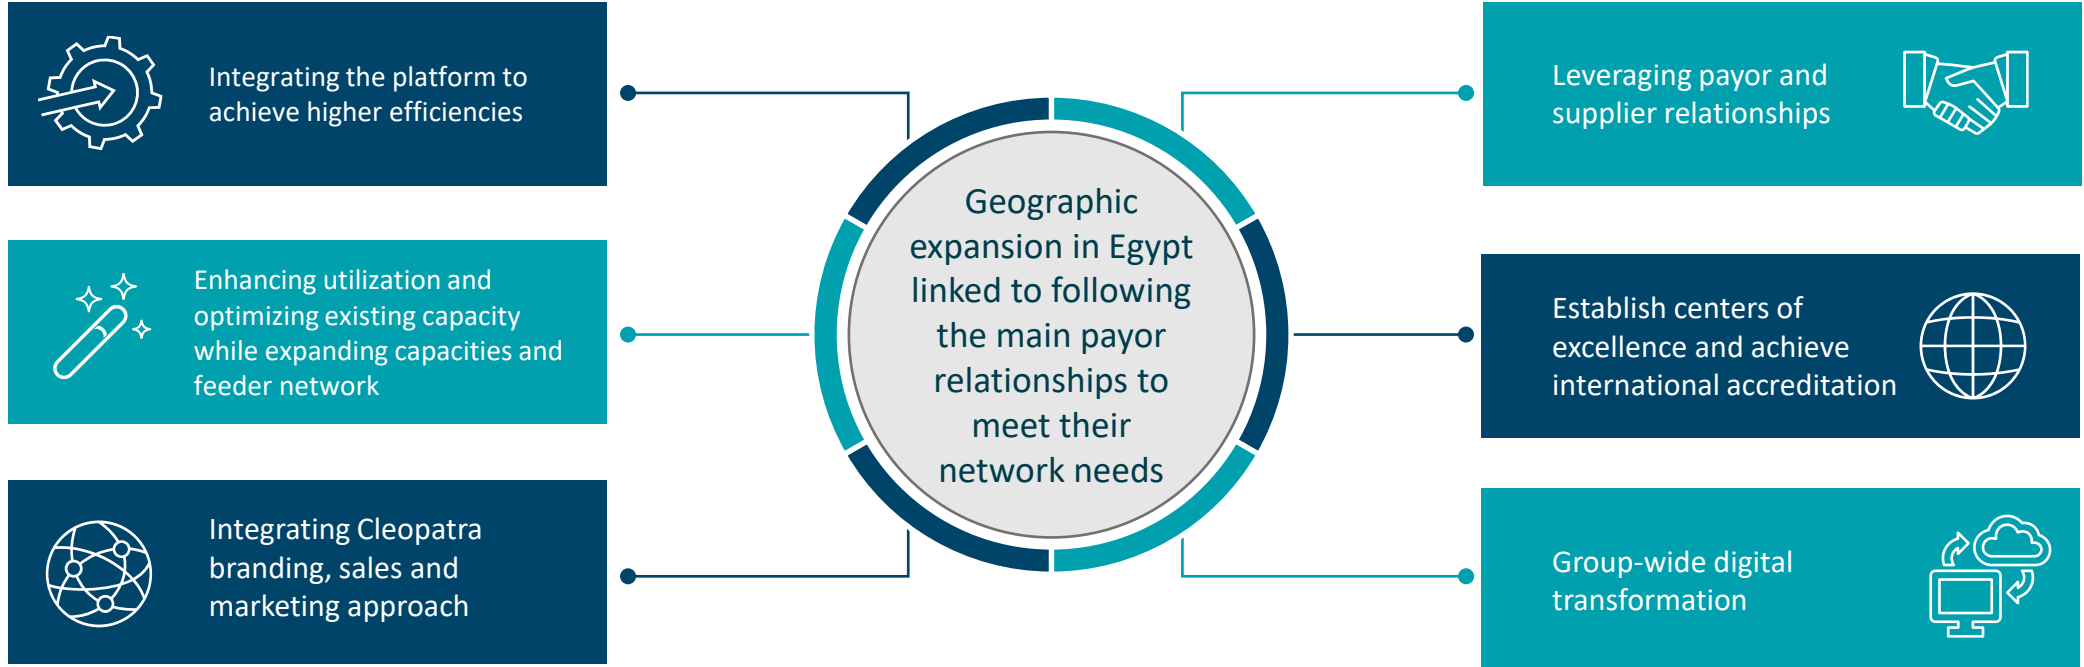 Integrating the platform to
achieve higher efficiencies
Enhancing utilization and
optimizing existing capacity
while expanding capacities and
feeder network
Integrating Cleopatra
branding, sales and
marketing approach
Geographic
expansion in Egypt
linked to following
the main payor
relationships to
meet their
network needs
Leveraging payor and
supplier relationships
Establish centers of
excellence and achieve
international accreditation
Group-wide digital
transformation